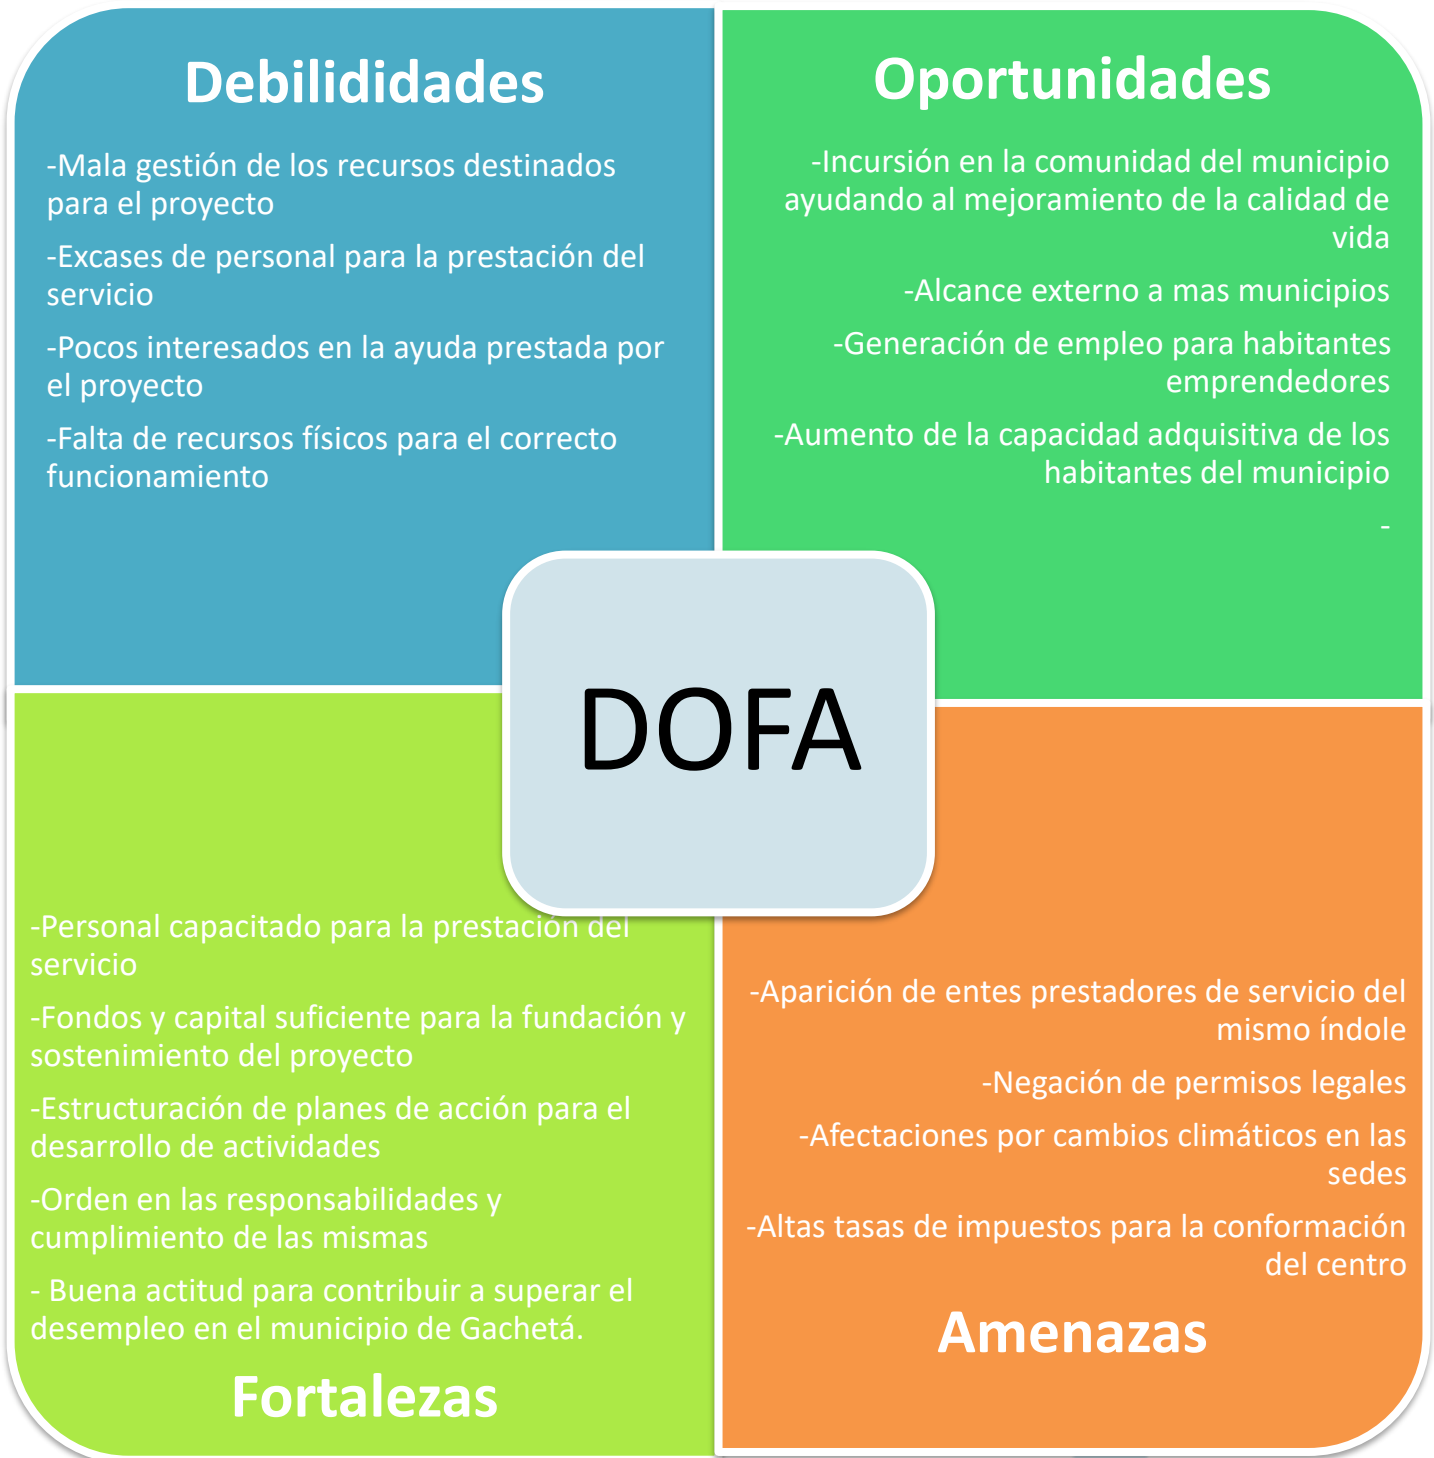 Debilididades
-Mala gestión de los recursos destinados
para el proyecto
-Excases de personal para la prestación del
servicio
-Pocos interesados en la ayuda prestada por
el proyecto
-Falta de recursos físicos para el correcto
funcionamiento
Oportunidades
-Incursión en la comunidad del municipio
ayudando al mejoramiento de la calidad de
vida
-Alcance externo a mas municipios
-Generación de empleo para habitantes
emprendedores
-Aumento de la capacidad adquisitiva de los
habitantes del municipio
-
DOFA
-Personal capacitado para la prestación del
servicio
-Fondos y capital suficiente para la fundación y
sostenimiento del proyecto
-Estructuración de planes de acción para el
desarrollo de actividades
-Orden en las responsabilidades y
cumplimiento de las mismas
- Buena actitud para contribuir a superar el
desempleo en el municipio de Gachetá.
Fortalezas
-Aparición de entes prestadores de servicio del
mismo índole
-Negación de permisos legales
-Afectaciones por cambios climáticos en las
sedes
-Altas tasas de impuestos para la conformación
del centro
Amenazas